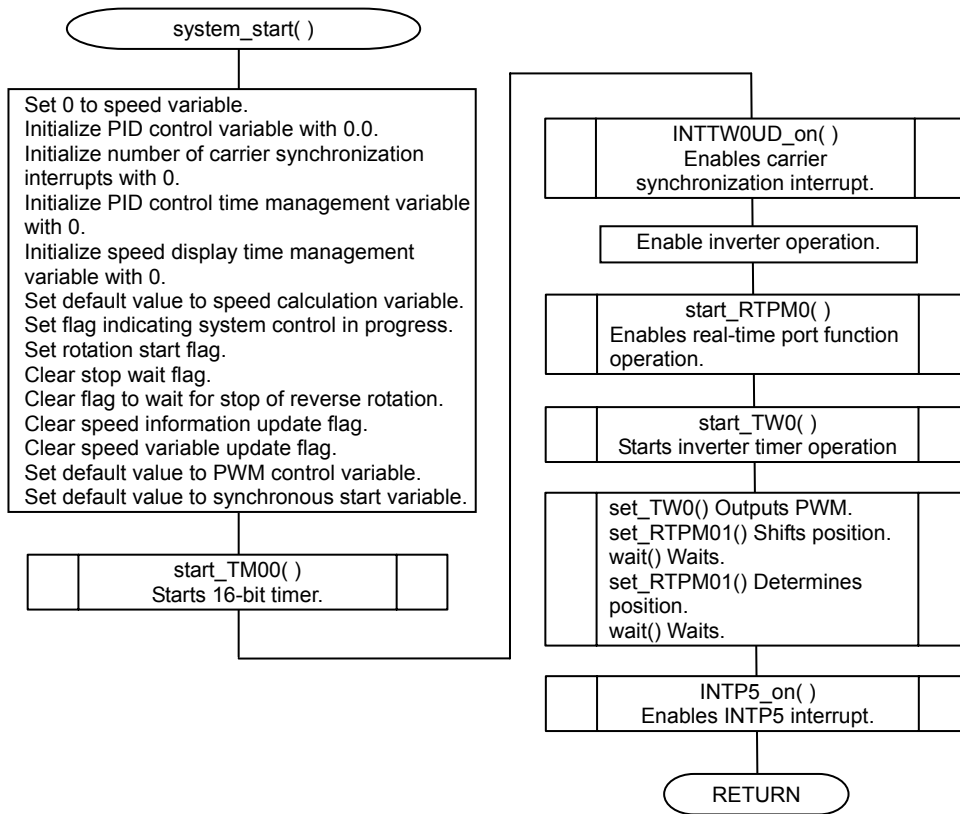 system_start( )
Set 0 to speed variable.
Initialize PID control variable with 0.0.
Initialize number of carrier synchronization
interrupts with 0.
Initialize PID control time management variable
with 0.
Initialize speed display time management
variable with 0.
Set default value to speed calculation variable.
Set flag indicating system control in progress.
Set rotation start flag.
Clear stop wait flag.
Clear flag to wait for stop of reverse rotation.
Clear speed information update flag.
Clear speed variable update flag.
Set default value to PWM control variable.
Set default value to synchronous start variable.
start_TM00( )
Starts 16-bit timer.
INTTW0UD_on( )
Enables carrier
synchronization interrupt.
Enable inverter operation.
start_RTPM0( )
Enables real-time port function
operation.
start_TW0( )
Starts inverter timer operation
set_TW0() Outputs PWM.
set_RTPM01() Shifts position.
wait() Waits.
set_RTPM01() Determines
position.
wait() Waits.
INTP5_on( )
Enables INTP5 interrupt.
RETURN